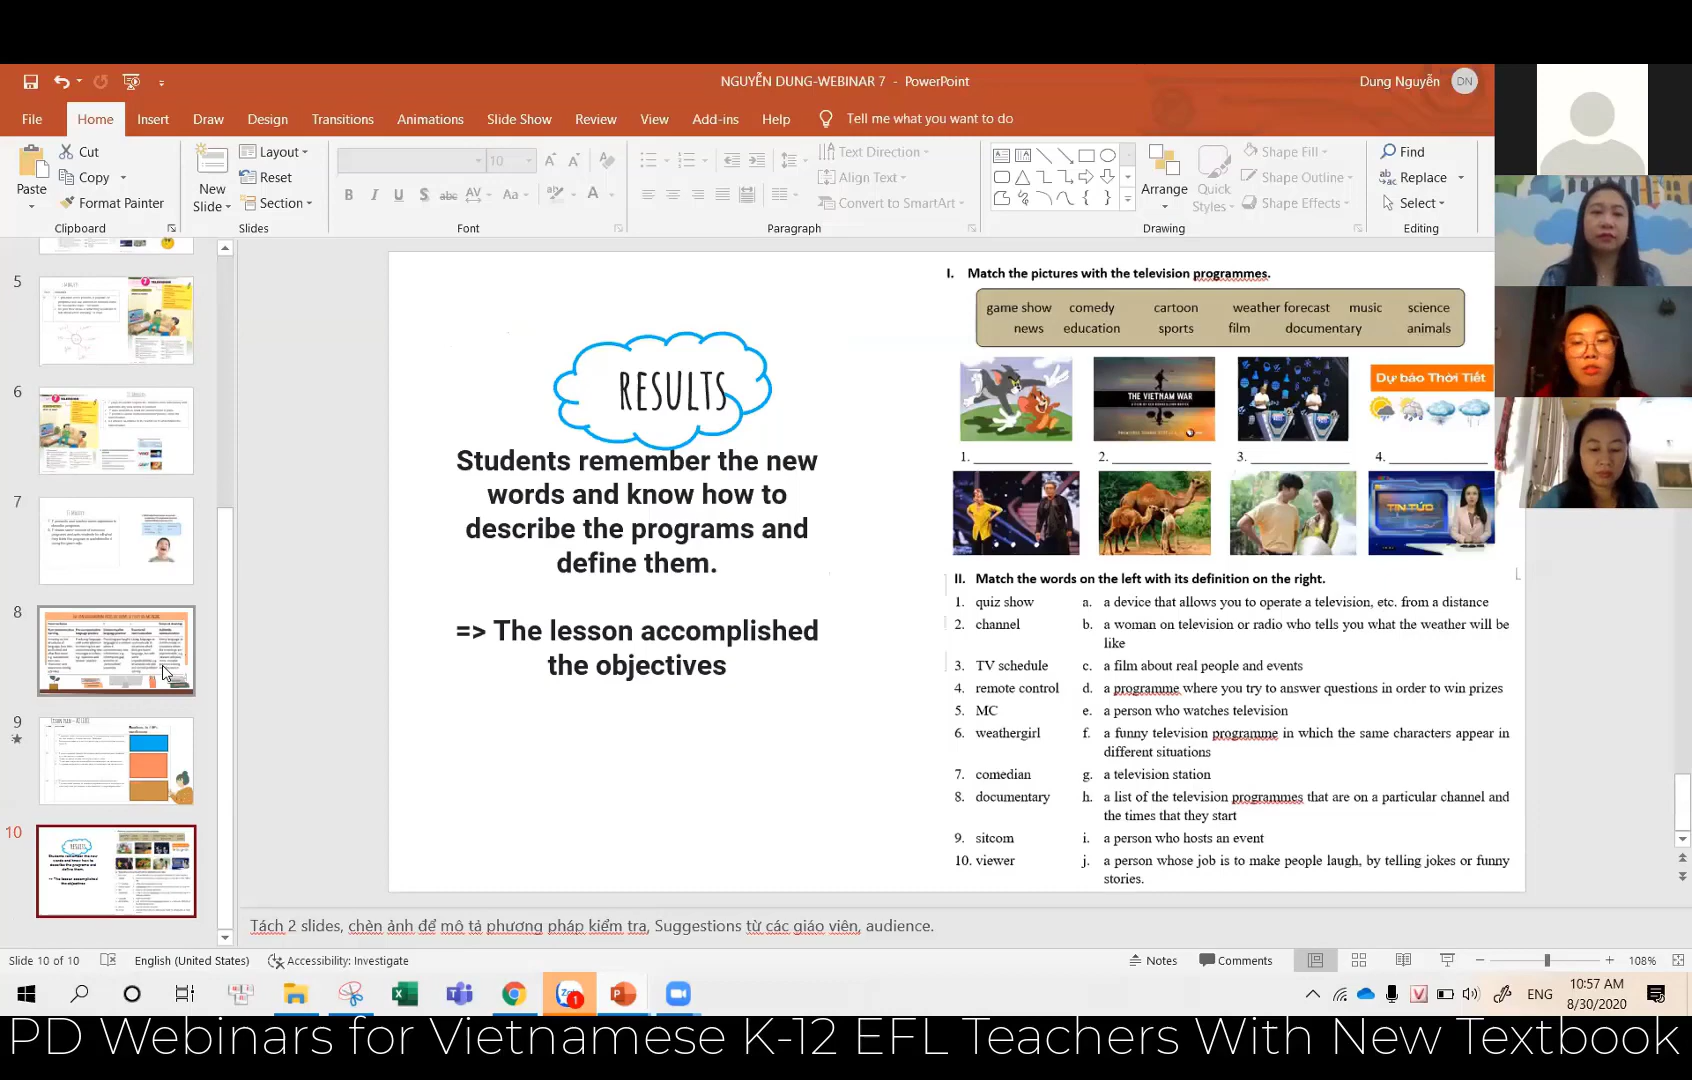 NGUYỄN DUNG-WEBINAR 7 - PowerPoint
Dung Nguyễn
DN
File
Home
Insert
Draw
Design
Transitions
Animations
Slide Show
Review
View
Add-ins
Help
Tell me what you want to do
Paste
Cut
Copy
Format Painter
Clipboard
New
Slide
Layout
Reset
Section
Slides
10
B I U S abc AV Aa A
Font
Text Direction
Align Text
Convert to SmartArt
Paragraph
Arrange
Quick
Styles
Shape Fill
Shape Outline
Shape Effects
Drawing
Find
Replace
Select
Editing
5
6
7
8
9
10
RESULTS
Students remember the new
words and know how to
describe the programs and
define them.
=> The lesson accomplished
the objectives
I. Match the pictures with the television programmes.
game show comedy cartoon weather forecast music science
news education sports film documentary animals
THE VIETNAM WAR
Dự báo Thời Tiết
1. 2. 3. 4.
TIN TỨC
II. Match the words on the left with its definition on the right.
1. quiz show a. a device that allows you to operate a television, etc. from a distance
2. channel b. a woman on television or radio who tells you what the weather will be
like
3. TV schedule c. a film about real people and events
4. remote control d. a programme where you try to answer questions in order to win prizes
5. MC e. a person who watches television
6. weathergirl f. a funny television programme in which the same characters appear in
different situations
7. comedian g. a television station
8. documentary h. a list of the television programmes that are on a particular channel and
the times that they start
9. sitcom i. a person who hosts an event
10. viewer j. a person whose job is to make people laugh, by telling jokes or funny
stories.
Tách 2 slides, chèn ảnh để mô tả phương pháp kiểm tra, Suggestions từ các giáo viên, audience.
Slide 10 of 10
English (United States)
Accessibility: Investigate
Notes
Comments
108%
ENG
10:57 AM
8/30/2020
PD Webinars for Vietnamese K-12 EFL Teachers With New Textbook